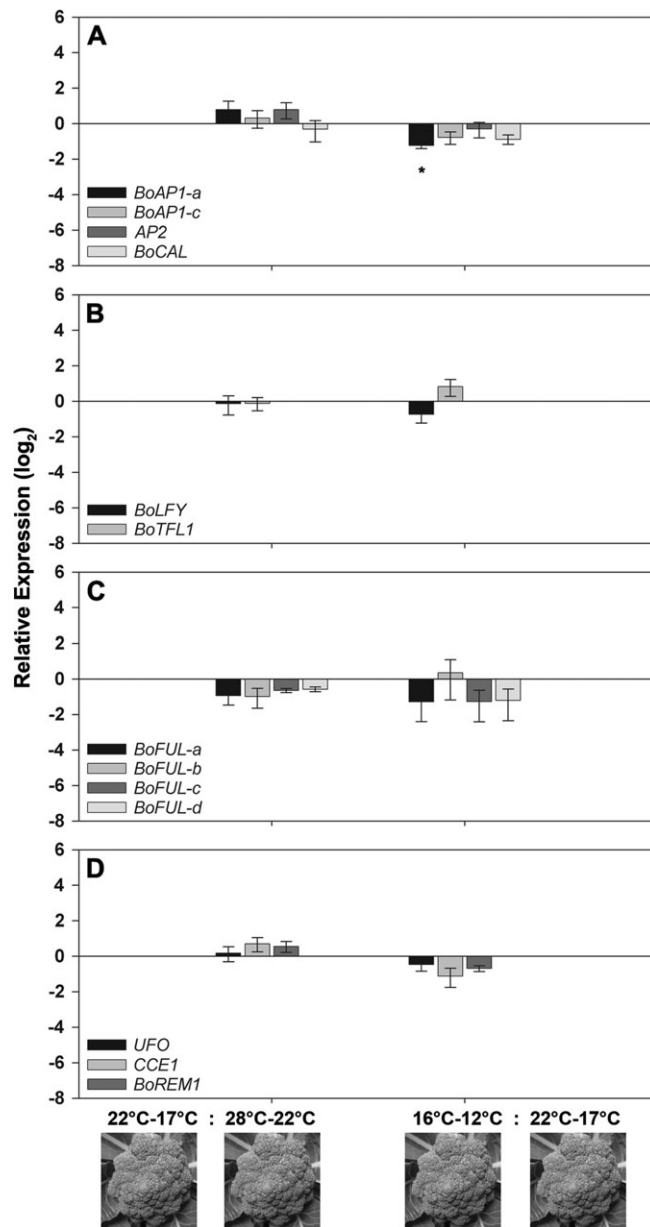 A
6
4
2
0
-2
-4
-6
-8
*
BoAP1-a
BoAP1-c
AP2
BoCAL
B
6
4
2
0
-2
-4
-6
-8
BoLFY
BoTFL1
Relative Expression (log2)
C
6
4
2
0
-2
-4
-6
-8
BoFUL-a
BoFUL-b
BoFUL-c
BoFUL-d
D
6
4
2
0
-2
-4
-6
-8
UFO
CCE1
BoREM1
22°C-17°C : 28°C-22°C
16°C-12°C : 22°C-17°C